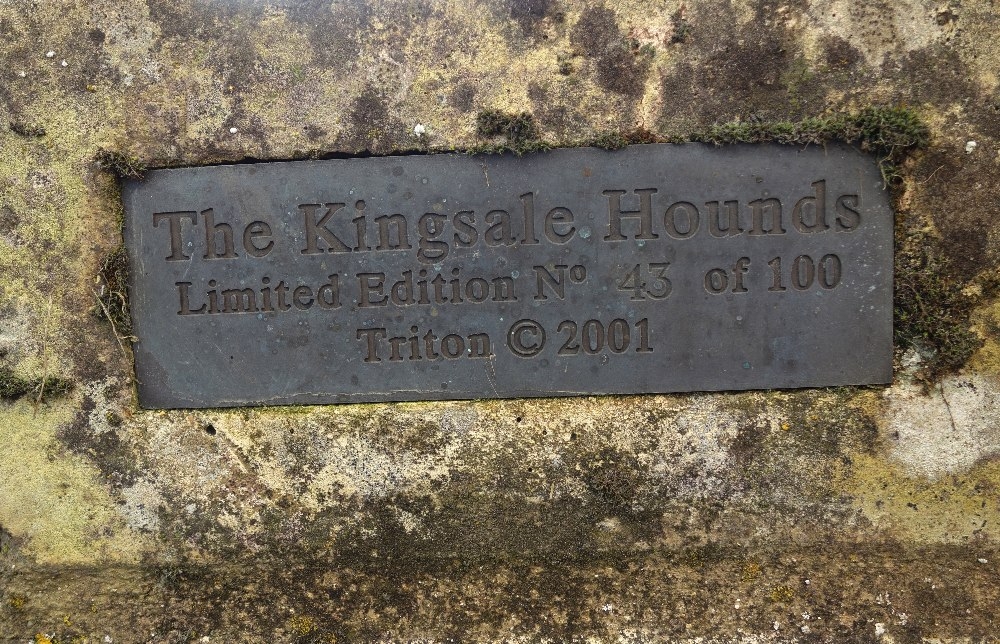 The Kingsale Hounds
Limited Edition Nº 43 of 100
Triton © 2001